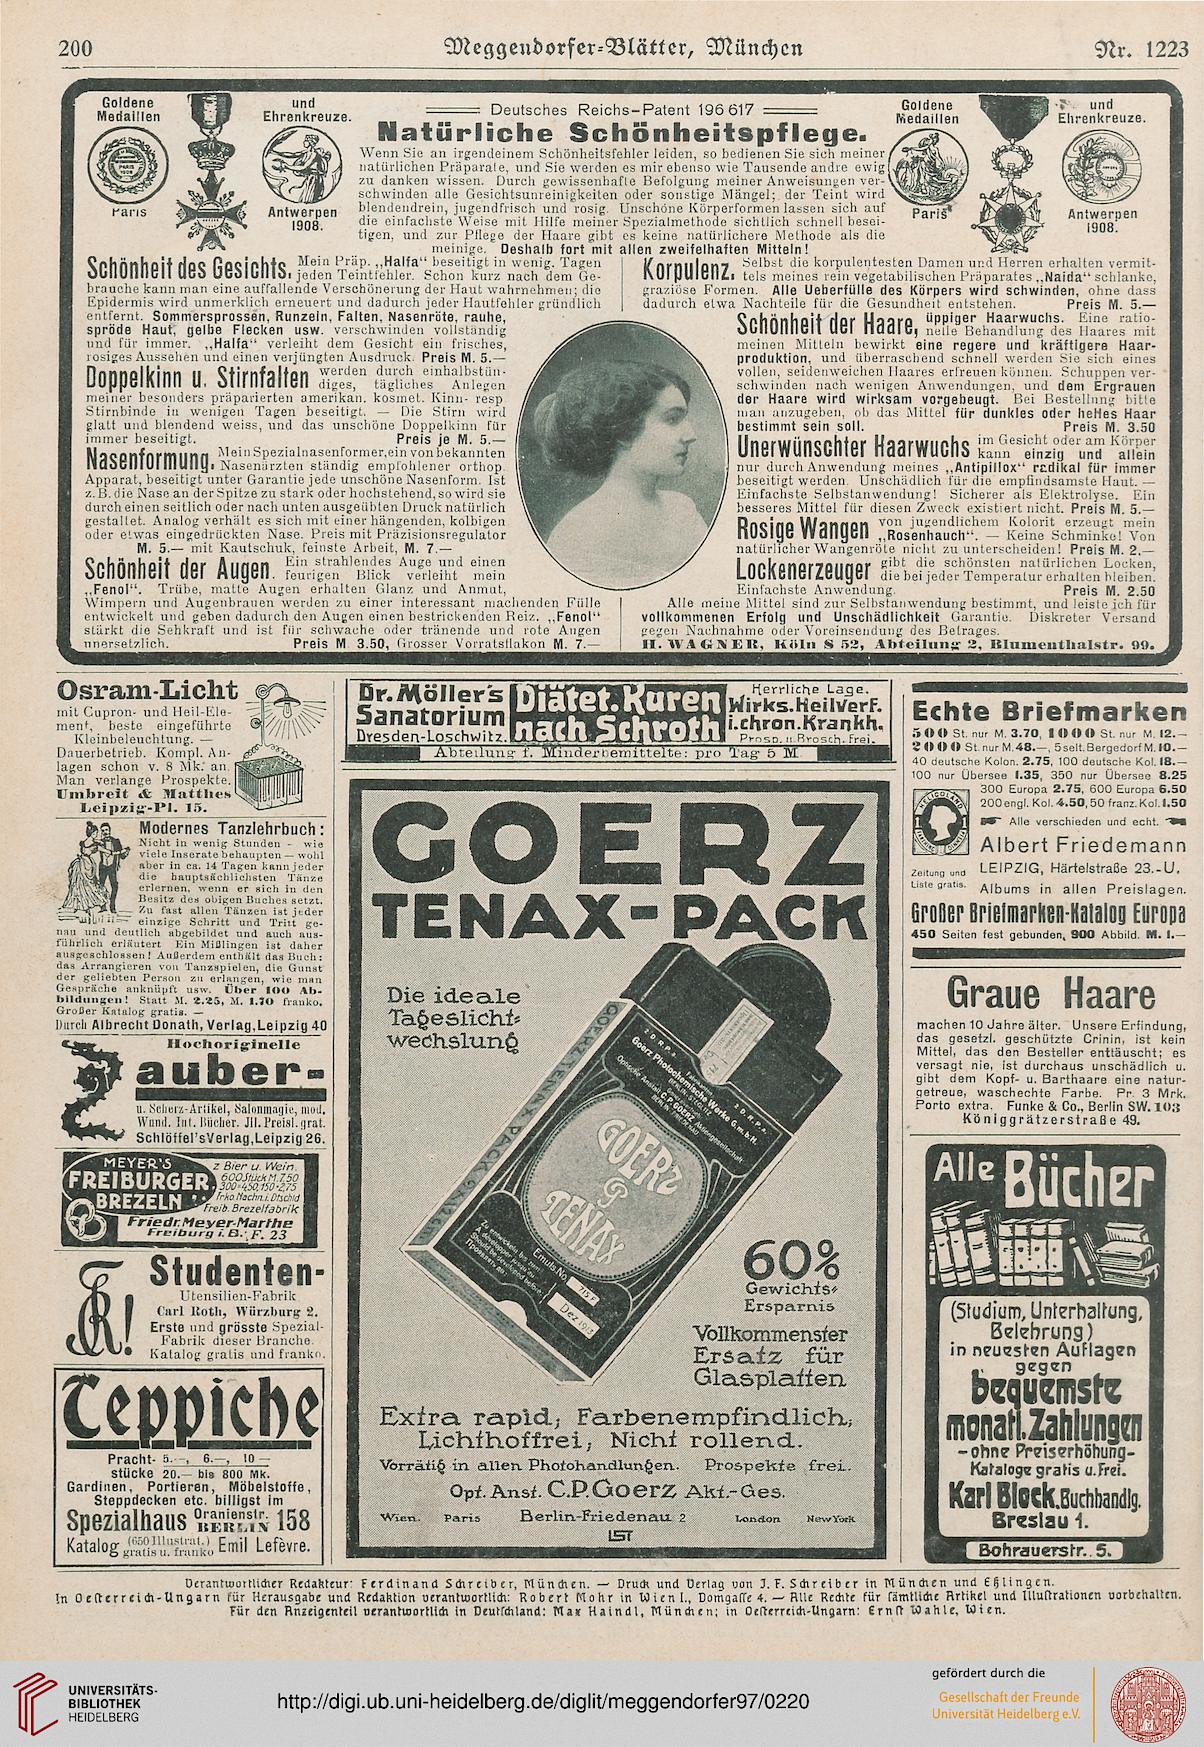 200
Meggendorfer-Blätter, München
Nr. 1223
Goldene
Medaillen
und
Ehrenkreuze.
Paris
Antwerpen
1908.
Deutsches Reichs-Patent 196 617
Natürliche Schönheitspflege.
Wenn Sie an irgendeinem Schönheitsfehler leiden, so bedienen Sie sich meiner
natürlichen Präparate, und Sie werden es mir ebenso wie Tausende andre ewig
zu danken wissen. Durch gewissenhafte Befolgung meiner Anweisungen ver-
schwinden alle Gesichtsunreinigkeiten oder sonstige Mängel; der Teint wird
blendendrein, jugendfrisch und rosig. Unschöne Körperformen lassen sich auf
die einfachste Weise mit Hilfe meiner Spezialmethode sichtlich schnell besei-
tigen, und zur Pflege der Haare gibt es keine natürlichere Methode als die
meinige. Deshalb fort mit allen zweifelhaften Mitteln!
Goldene
Medaillen
und
Ehrenkreuze.
Paris
Antwerpen
1908.
Schönheit des Gesichts. Mein Präp. „Halfa“ beseitigt in wenig. Tagen
jeden Teintfehler. Schon kurz nach dem Ge-
brauche kann man eine auffallende Verschönerung der Haut wahrnehmen; die
Epidermis wird unmerklich erneuert und dadurch jeder Hautfehler gründlich
entfernt. Sommersprossen, Runzeln, Falten, Nasenröte, rauhe,
spröde Haut, gelbe Flecken usw. verschwinden vollständig
und für immer. „Halfa“ verleiht dem Gesicht ein frisches,
rosiges Aussehen und einen verjüngten Ausdruck. Preis M. 5.—
Doppelkinn u. Stirnfalten werden durch einhalbstün-
diges, tägliches Anlegen
meiner besonders präparierten amerikan. kosmet. Kinn- resp.
Stirnbinde in wenigen Tagen beseitigt. — Die Stirn wird
glatt und blendend weiss, und das unschöne Doppelkinn für
immer beseitigt. Preis je M. 5.—
Nasenformung. Mein Spezialnasenformer, ein von bekannten
Nasenärzten ständig empfohlener orthop.
Apparat, beseitigt unter Garantie jede unschöne Nasenform. Ist
z. B. die Nase an der Spitze zu stark oder hochstehend, so wird sie
durch einen seitlich oder nach unten ausgeübten Druck natürlich
gestaltet. Analog verhält es sich mit einer hängenden, kolbigen
oder etwas eingedrückten Nase. Preis mit Präzisionsregulator
M. 5.— mit Kautschuk, feinste Arbeit, M. 7.—
Schönheit der Augen. Ein strahlendes Auge und einen
feurigen Blick verleiht mein
„Fenol“. Trübe, matte Augen erhalten Glanz und Anmut,
Wimpern und Augenbrauen werden zu einer interessant machenden Fülle
entwickelt und geben dadurch den Augen einen bestrickenden Reiz. „Fenol“
stärkt die Sehkraft und ist für schwache oder tränende und rote Augen
unersetzlich. Preis M 3.50, Grosser Vorratsflakon M. 7.—
Korpulenz. Selbst die korpulentesten Damen und Herren erhalten vermit-
tels meines rein vegetabilischen Präparates „Naida“ schlanke,
graziöse Formen. Alle Ueberfülle des Körpers wird schwinden, ohne dass
dadurch etwa Nachteile für die Gesundheit entstehen. Preis M. 5.—
Schönheit der Haare, üppiger Haarwuchs. Eine ratio-
nelle Behandlung des Haares mit
meinen Mitteln bewirkt eine regere und kräftigere Haar-
produktion, und überraschend schnell werden Sie sich eines
vollen, seidenweichen Haares erfreuen können. Schuppen ver-
schwinden nach wenigen Anwendungen, und dem Ergrauen
der Haare wird wirksam vorgebeugt. Bei Bestellung bitte
man anzugeben, ob das Mittel für dunkles oder helles Haar
bestimmt sein soll. Preis M. 3.50
Unerwünschter Haarwuchs im Gesicht oder am Körper
kann einzig und allein
nur durch Anwendung meines „Antipillox“ radikal für immer
beseitigt werden. Unschädlich für die empfindsamste Haut. —
Einfachste Selbstanwendung! Sicherer als Elektrolyse. Ein
besseres Mittel für diesen Zweck existiert nicht. Preis M. 5.—
Rosige Wangen von jugendlichem Kolorit erzeugt mein
„Rosenhauch“. — Keine Schminke! Von
natürlicher Wangenröte nicht zu unterscheiden! Preis M. 2.—
Lockenerzeuger gibt die schönsten natürlichen Locken,
die bei jeder Temperatur erhalten bleiben.
Einfachste Anwendung. Preis M. 2.50
Alle meine Mittel sind zur Selbstanwendung bestimmt, und leiste ich für
vollkommenen Erfolg und Unschädlichkeit Garantie. Diskreter Versand
gegen Nachnahme oder Voreinsendung des Betrages.
H. WAGNER, Köln S 52, Abteilung 2, Blumenthalstr. 99.
Osram-Licht
mit Cupron- und Heil-Ele-
ment, beste eingeführte
Kleinbeleuchtung. —
Dauerbetrieb. Kompl. An-
lagen schon v. 8 Mk. an.
Man verlange Prospekte.
Umbreit & Matthes
Leipzig-Pl. 15.
Modernes Tanzlehrbuch:
Nicht in wenig Stunden - wie
viele Inserate behaupten — wohl
aber in ca. 14 Tagen kann jeder
die hauptsächlichsten Tänze
erlernen, wenn er sich in den
Besitz des obigen Buches setzt.
Zu fast allen Tänzen ist jeder
einzige Schritt und Tritt ge-
nau und deutlich abgebildet und auch aus-
führlich erläutert Ein Mißlingen ist daher
ausgeschlossen! Außerdem enthält das Buch:
das Arrangieren von Tanzspielen, die Gunst
der geliebten Person zu erlangen, wie man
Gespräche anknüpft usw. Über 100 Ab-
bildungen! Statt M. 2.25, M. 1.70 franko.
Großer Katalog gratis. —
Durch Albrecht Donath, Verlag, Leipzig 40
Hochoriginelle
Zauber-
u. Scherz-Artikel, Salonmagie, mod.
Wund. Int. Bücher. Jll. Preisl. grat.
Schlöffel's Verlag, Leipzig 26.
MEYER'S
FREIBURGER
BREZELN
z Bier u. Wein.
600 Stück M. 7.50
300=4.50, 150=2.75
frko. Nachn. i. Dtschld
Freib. Brezelfabrik
Friedr. Meyer-Marthe
Freiburg i. B., F. 23
Studenten-
Utensilien-Fabrik
Carl Roth, Würzburg 2.
Erste und grösste Spezial-
Fabrik dieser Branche.
Katalog gratis und franko.
Teppiche
Pracht- 5.—, 6.—, 10.—
stücke 20.— bis 800 Mk.
Gardinen, Portieren, Möbelstoffe,
Steppdecken etc. billigst im
Spezialhaus Oranienstr. 158
BERLIN
Katalog (650 Illustrat.) Emil Lefèvre.
gratis u. franko
Dr. Möller's
Sanatorium
Dresden-Loschwitz.
Diätet. Kuren
nach Schroth
Herrliche Lage.
Wirks. Heilverf.
i. chron. Krankh.
Prosp. u. Brosch. frei.
Abteilung f. Minderbemittelte: pro Tag 5 M
GOERZ
TENAX-PACK
Die ideale
Tageslicht-
wechslung
GOERZ TENAX PACK
2 D.R.P.a.
Goerz Photochemische Werke G.m.b.H.
Optische Anstalt C.P. GOERZ Aktiengesellschaft
GOERZ
TENAX
Emuls. No.
Dez 1913
60%
Gewichts-
Ersparnis
Vollkommenster
Ersatz für
Glasplatten
Extra rapid, Farbenempfindlich,
Lichthoffrei, Nicht rollend.
Vorrätig in allen Photohandlungen. Prospekte frei.
Opt. Anst. C.P. Goerz Akt.-Ges.
Wien. Paris Berlin-Friedenau 2 London New York
Echte Briefmarken
500 St. nur M. 3.70, 1000 St. nur M. 12.—
2000 St. nur M. 48.—, 5 selt. Bergedorf M. 10.—
40 deutsche Kolon. 2.75, 100 deutsche Kol. 18.—
100 nur Übersee 1.35, 350 nur Übersee 8.25
300 Europa 2.75, 600 Europa 6.50
200 engl. Kol. 4.50, 50 franz. Kol. 1.50
Alle verschieden und echt.
HELIGOLAND
Albert Friedemann
Zeitung und
Liste gratis.
LEIPZIG, Härtelstraße 23.-U.
Albums in allen Preislagen.
Großer Briefmarken-Katalog Europa
450 Seiten fest gebunden, 900 Abbild. M. 1.—
Graue Haare
machen 10 Jahre älter. Unsere Erfindung,
das gesetzl. geschützte Crinin, ist kein
Mittel, das den Besteller enttäuscht; es
versagt nie, ist durchaus unschädlich u.
gibt dem Kopf- u. Barthaare eine natur-
getreue, waschechte Farbe. Pr. 3 Mrk.
Porto extra. Funke & Co., Berlin SW. 103
Königgrätzerstraße 49.
Alle Bücher
(Studium, Unterhaltung,
Belehrung)
in neuesten Auflagen
gegen
bequemste
monatl. Zahlungen
- ohne Preiserhöhung -
Kataloge gratis u. frei.
Karl Block, Buchhandlg.
Breslau 1.
Bohrauerstr. 5.
Verantwortlicher Redakteur: Ferdinand Schreiber, München. — Druck und Verlag von J. F. Schreiber in München und Eßlingen.
In Oesterreich-Ungarn für Herausgabe und Redaktion verantwortlich: Robert Mohr in Wien I., Domgasse 4. — Alle Rechte für sämtliche Artikel und Illustrationen vorbehalten.
Für den Anzeigenteil verantwortlich in Deutschland: Max Haindl, München; in Oesterreich-Ungarn: Ernst Wahle, Wien.
UNIVERSITÄTS-
BIBLIOTHEK
HEIDELBERG
http://digi.ub.uni-heidelberg.de/diglit/meggendorfer97/0220
gefördert durch die
Gesellschaft der Freunde
Universität Heidelberg e.V.